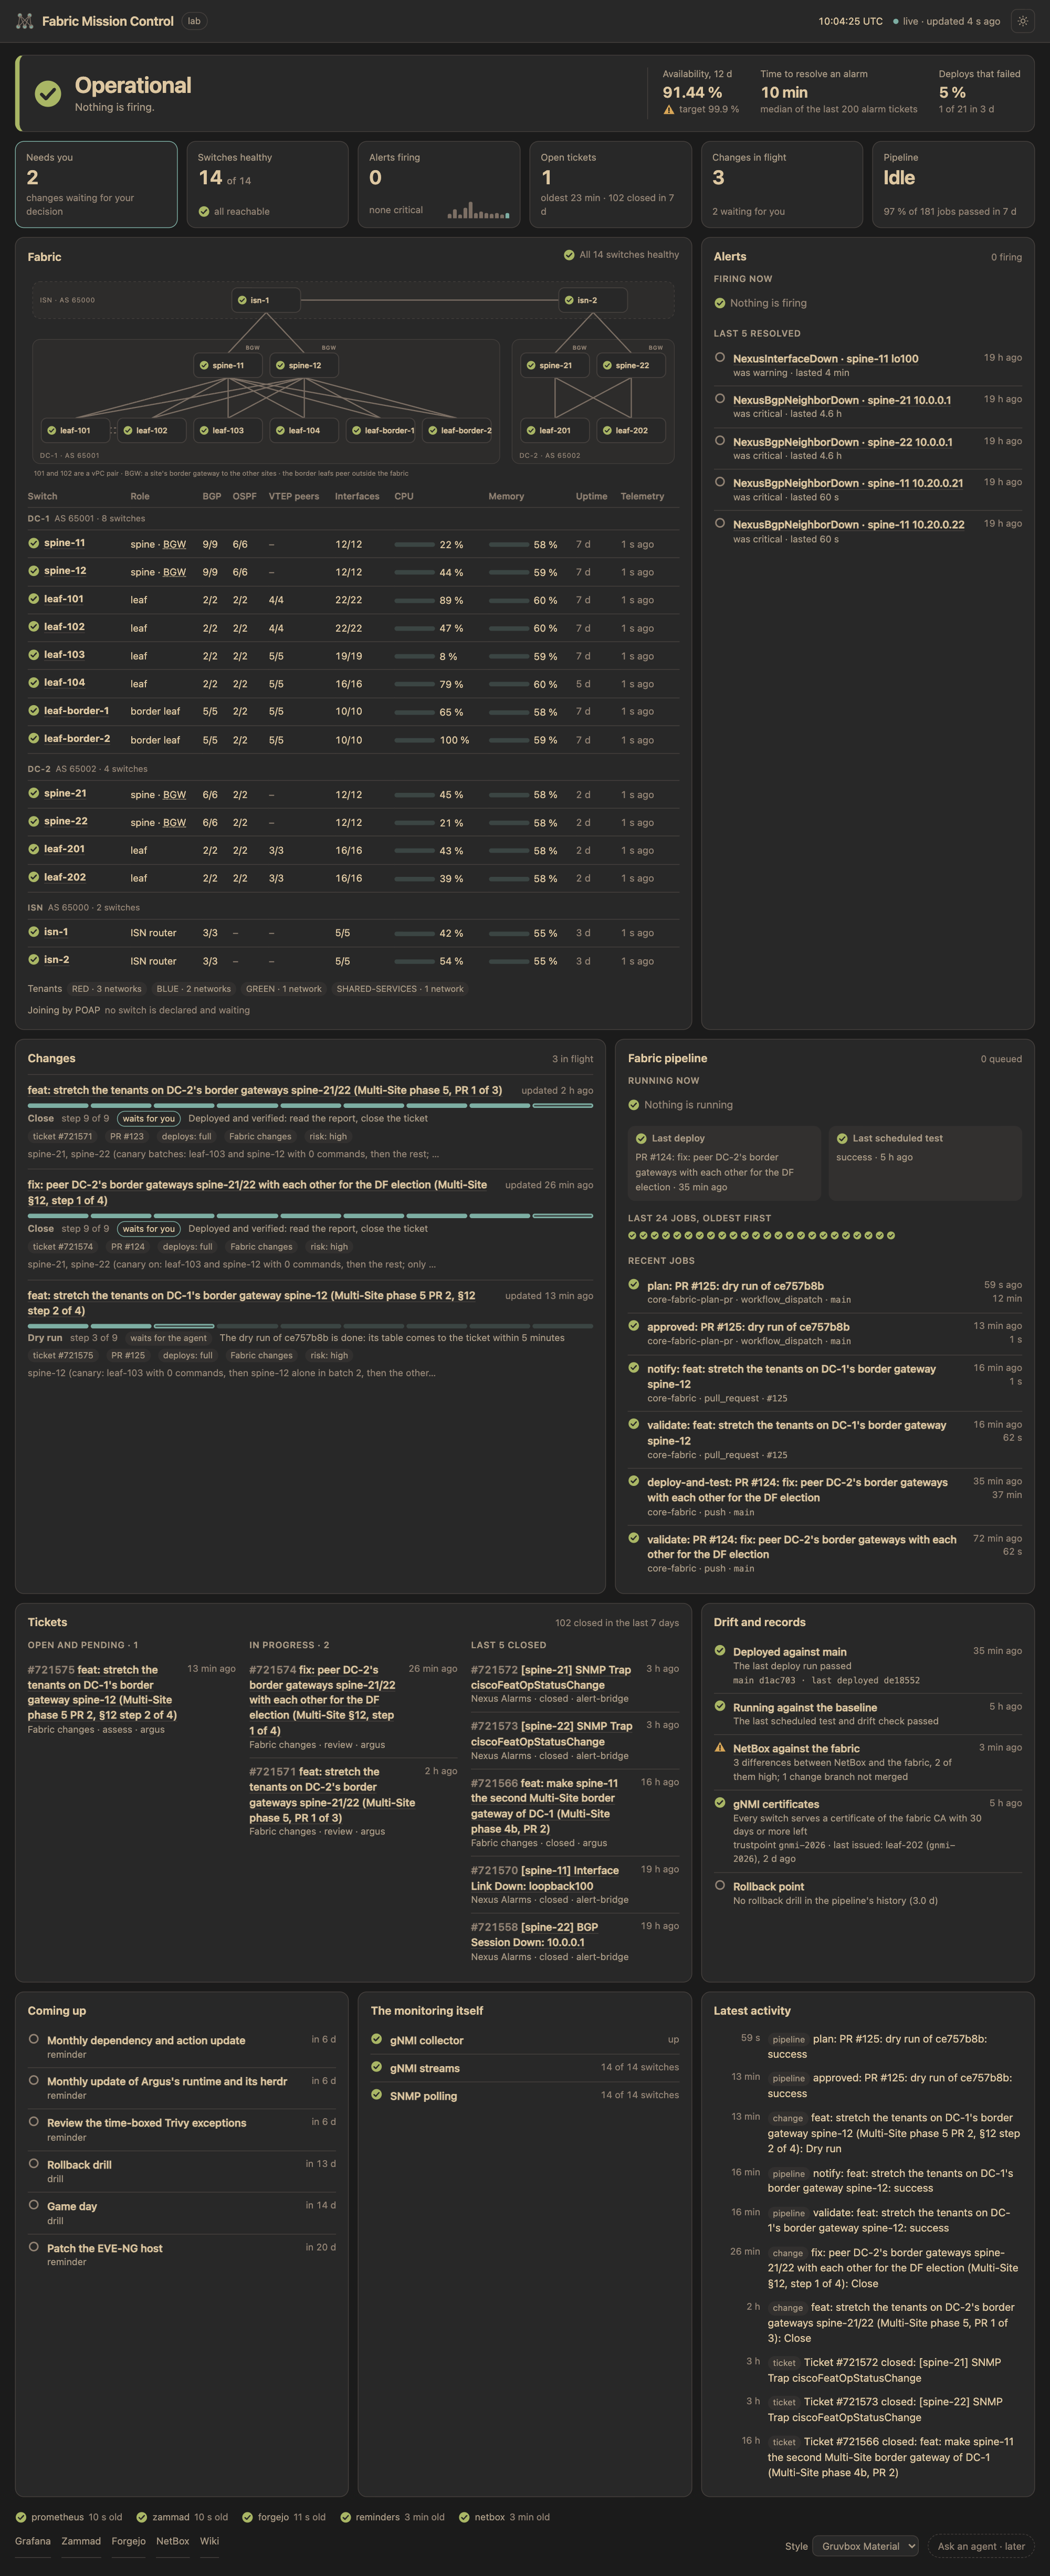 Fabric Mission Control lab
10:04:25 UTC live · updated 4 s ago
Operational
Nothing is firing.
Availability, 12 d
91.44 %
target 99.9 %
Time to resolve an alarm
10 min
median of the last 200 alarm tickets
Deploys that failed
5 %
1 of 21 in 3 d
Needs you
2
changes waiting for your
decision
Switches healthy
14 of 14
all reachable
Alerts firing
0
none critical
Open tickets
1
oldest 23 min · 102 closed in 7
d
Changes in flight
3
2 waiting for you
Pipeline
Idle
97 % of 181 jobs passed in 7 d
Fabric
All 14 switches healthy
ISN · AS 65000
isn-1
isn-2
BGW
BGW
BGW
BGW
spine-11
spine-12
spine-21
spine-22
leaf-101
leaf-102
leaf-103
leaf-104
leaf-border-1
leaf-border-2
leaf-201
leaf-202
DC-1 · AS 65001
DC-2 · AS 65002
101 and 102 are a vPC pair · BGW: a site's border gateway to the other sites · the border leafs peer outside the fabric
Switch Role BGP OSPF VTEP peers Interfaces CPU Memory Uptime Telemetry
DC-1 AS 65001 · 8 switches
spine-11 spine · BGW 9/9 6/6 – 12/12 22 % 58 % 7 d 1 s ago
spine-12 spine · BGW 9/9 6/6 – 12/12 44 % 59 % 7 d 1 s ago
leaf-101 leaf 2/2 2/2 4/4 22/22 89 % 60 % 7 d 1 s ago
leaf-102 leaf 2/2 2/2 4/4 22/22 47 % 60 % 7 d 1 s ago
leaf-103 leaf 2/2 2/2 5/5 19/19 8 % 59 % 7 d 1 s ago
leaf-104 leaf 2/2 2/2 5/5 16/16 79 % 60 % 5 d 1 s ago
leaf-border-1 border leaf 5/5 2/2 5/5 10/10 65 % 58 % 7 d 1 s ago
leaf-border-2 border leaf 5/5 2/2 5/5 10/10 100 % 59 % 7 d 1 s ago
DC-2 AS 65002 · 4 switches
spine-21 spine · BGW 6/6 2/2 – 12/12 45 % 58 % 2 d 1 s ago
spine-22 spine · BGW 6/6 2/2 – 12/12 21 % 58 % 2 d 1 s ago
leaf-201 leaf 2/2 2/2 3/3 16/16 43 % 58 % 2 d 1 s ago
leaf-202 leaf 2/2 2/2 3/3 16/16 39 % 58 % 2 d 1 s ago
ISN AS 65000 · 2 switches
isn-1 ISN router 3/3 – – 5/5 42 % 55 % 3 d 1 s ago
isn-2 ISN router 3/3 – – 5/5 54 % 55 % 3 d 1 s ago
Tenants RED · 3 networks BLUE · 2 networks GREEN · 1 network SHARED-SERVICES · 1 network
Joining by POAP no switch is declared and waiting
Alerts 0 firing
FIRING NOW
Nothing is firing
LAST 5 RESOLVED
NexusInterfaceDown · spine-11 lo100 19 h ago
was warning · lasted 4 min
NexusBgpNeighborDown · spine-21 10.0.0.1 19 h ago
was critical · lasted 4.6 h
NexusBgpNeighborDown · spine-22 10.0.0.1 19 h ago
was critical · lasted 4.6 h
NexusBgpNeighborDown · spine-11 10.20.0.21 19 h ago
was critical · lasted 60 s
NexusBgpNeighborDown · spine-11 10.20.0.22 19 h ago
was critical · lasted 60 s
Changes 3 in flight
feat: stretch the tenants on DC-2's border gateways spine-21/22 (Multi-Site phase 5, PR 1 of 3) updated 2 h ago
Close step 9 of 9 waits for you Deployed and verified: read the report, close the ticket
ticket #721571 PR #123 deploys: full Fabric changes risk: high
spine-21, spine-22 (canary batches: leaf-103 and spine-12 with 0 commands, then the rest; ...
fix: peer DC-2's border gateways spine-21/22 with each other for the DF election (Multi-Site updated 26 min ago
§12, step 1 of 4)
Close step 9 of 9 waits for you Deployed and verified: read the report, close the ticket
ticket #721574 PR #124 deploys: full Fabric changes risk: high
spine-21, spine-22 (canary on: leaf-103 and spine-12 with 0 commands, then the rest; only ...
feat: stretch the tenants on DC-1's border gateway spine-12 (Multi-Site phase 5 PR 2, §12 updated 13 min ago
step 2 of 4)
Dry run step 3 of 9 waits for the agent The dry run of ce757b8b is done: its table comes to the ticket within 5 minutes
ticket #721575 PR #125 deploys: full Fabric changes risk: high
spine-12 (canary: leaf-103 with 0 commands, then spine-12 alone in batch 2, then the other...
Fabric pipeline 0 queued
RUNNING NOW
Nothing is running
Last deploy
PR #124: fix: peer DC-2's border
gateways with each other for the DF
election · 35 min ago
Last scheduled test
success · 5 h ago
LAST 24 JOBS, OLDEST FIRST
RECENT JOBS
plan: PR #125: dry run of ce757b8b 59 s ago
core-fabric-plan-pr · workflow_dispatch · main 12 min
approved: PR #125: dry run of ce757b8b 13 min ago
core-fabric-plan-pr · workflow_dispatch · main 1 s
notify: feat: stretch the tenants on DC-1's border gateway 16 min ago
spine-12 1 s
core-fabric · pull_request · #125
validate: feat: stretch the tenants on DC-1's border gateway 16 min ago
spine-12 62 s
core-fabric · pull_request · #125
deploy-and-test: PR #124: fix: peer DC-2's border gateways 35 min ago
with each other for the DF election 37 min
core-fabric · push · main
validate: PR #124: fix: peer DC-2's border gateways with each 72 min ago
other for the DF election 62 s
core-fabric · push · main
Tickets 102 closed in the last 7 days
OPEN AND PENDING · 1
#721575 feat: stretch the 13 min ago
tenants on DC-1's border
gateway spine-12 (Multi-Site
phase 5 PR 2, §12 step 2 of 4)
Fabric changes · assess · argus
IN PROGRESS · 2
#721574 fix: peer DC-2's 26 min ago
border gateways spine-21/22
with each other for the DF
election (Multi-Site §12, step
1 of 4)
Fabric changes · review · argus
#721571 feat: stretch the 2 h ago
tenants on DC-2's border
gateways spine-21/22 (Multi-Site
phase 5, PR 1 of 3)
Fabric changes · review · argus
LAST 5 CLOSED
#721572 [spine-21] SNMP Trap 3 h ago
ciscoFeatOpStatusChange
Nexus Alarms · closed · alert-bridge
#721573 [spine-22] SNMP Trap 3 h ago
ciscoFeatOpStatusChange
Nexus Alarms · closed · alert-bridge
#721566 feat: make spine-11 16 h ago
the second Multi-Site border
gateway of DC-1 (Multi-Site
phase 4b, PR 2)
Fabric changes · closed · argus
#721570 [spine-11] Interface 19 h ago
Link Down: loopback100
Nexus Alarms · closed · alert-bridge
#721558 [spine-22] BGP 19 h ago
Session Down: 10.0.0.1
Nexus Alarms · closed · alert-bridge
Drift and records
Deployed against main 35 min ago
The last deploy run passed
main d1ac703 · last deployed de18552
Running against the baseline 5 h ago
The last scheduled test and drift check passed
NetBox against the fabric 3 min ago
3 differences between NetBox and the fabric, 2 of
them high; 1 change branch not merged
gNMI certificates 5 h ago
Every switch serves a certificate of the fabric CA with 30
days or more left
trustpoint gnmi-2026 · last issued: leaf-202 (gnmi-
2026), 2 d ago
Rollback point
No rollback drill in the pipeline's history (3.0 d)
Coming up
Monthly dependency and action update in 6 d
reminder
Monthly update of Argus's runtime and its herdr in 6 d
reminder
Review the time-boxed Trivy exceptions in 6 d
reminder
Rollback drill in 13 d
drill
Game day in 14 d
drill
Patch the EVE-NG host in 20 d
reminder
The monitoring itself
gNMI collector up
gNMI streams 14 of 14 switches
SNMP polling 14 of 14 switches
Latest activity
59 s pipeline plan: PR #125: dry run of ce757b8b:
success
13 min pipeline approved: PR #125: dry run of ce757b8b:
success
13 min change feat: stretch the tenants on DC-1's border
gateway spine-12 (Multi-Site phase 5 PR 2, §12 step
2 of 4): Dry run
16 min pipeline notify: feat: stretch the tenants on DC-1's
border gateway spine-12: success
16 min pipeline validate: feat: stretch the tenants on DC-
1's border gateway spine-12: success
26 min change fix: peer DC-2's border gateways spine-
21/22 with each other for the DF election (Multi-Site
§12, step 1 of 4): Close
2 h change feat: stretch the tenants on DC-2's border
gateways spine-21/22 (Multi-Site phase 5, PR 1 of
3): Close
3 h ticket Ticket #721572 closed: [spine-21] SNMP
Trap ciscoFeatOpStatusChange
3 h ticket Ticket #721573 closed: [spine-22] SNMP
Trap ciscoFeatOpStatusChange
16 h ticket Ticket #721566 closed: feat: make spine-11
the second Multi-Site border gateway of DC-1
(Multi-Site phase 4b, PR 2)
prometheus 10 s old zammad 10 s old forgejo 11 s old reminders 3 min old netbox 3 min old
Grafana Zammad Forgejo NetBox Wiki
Style Gruvbox Material Ask an agent · later